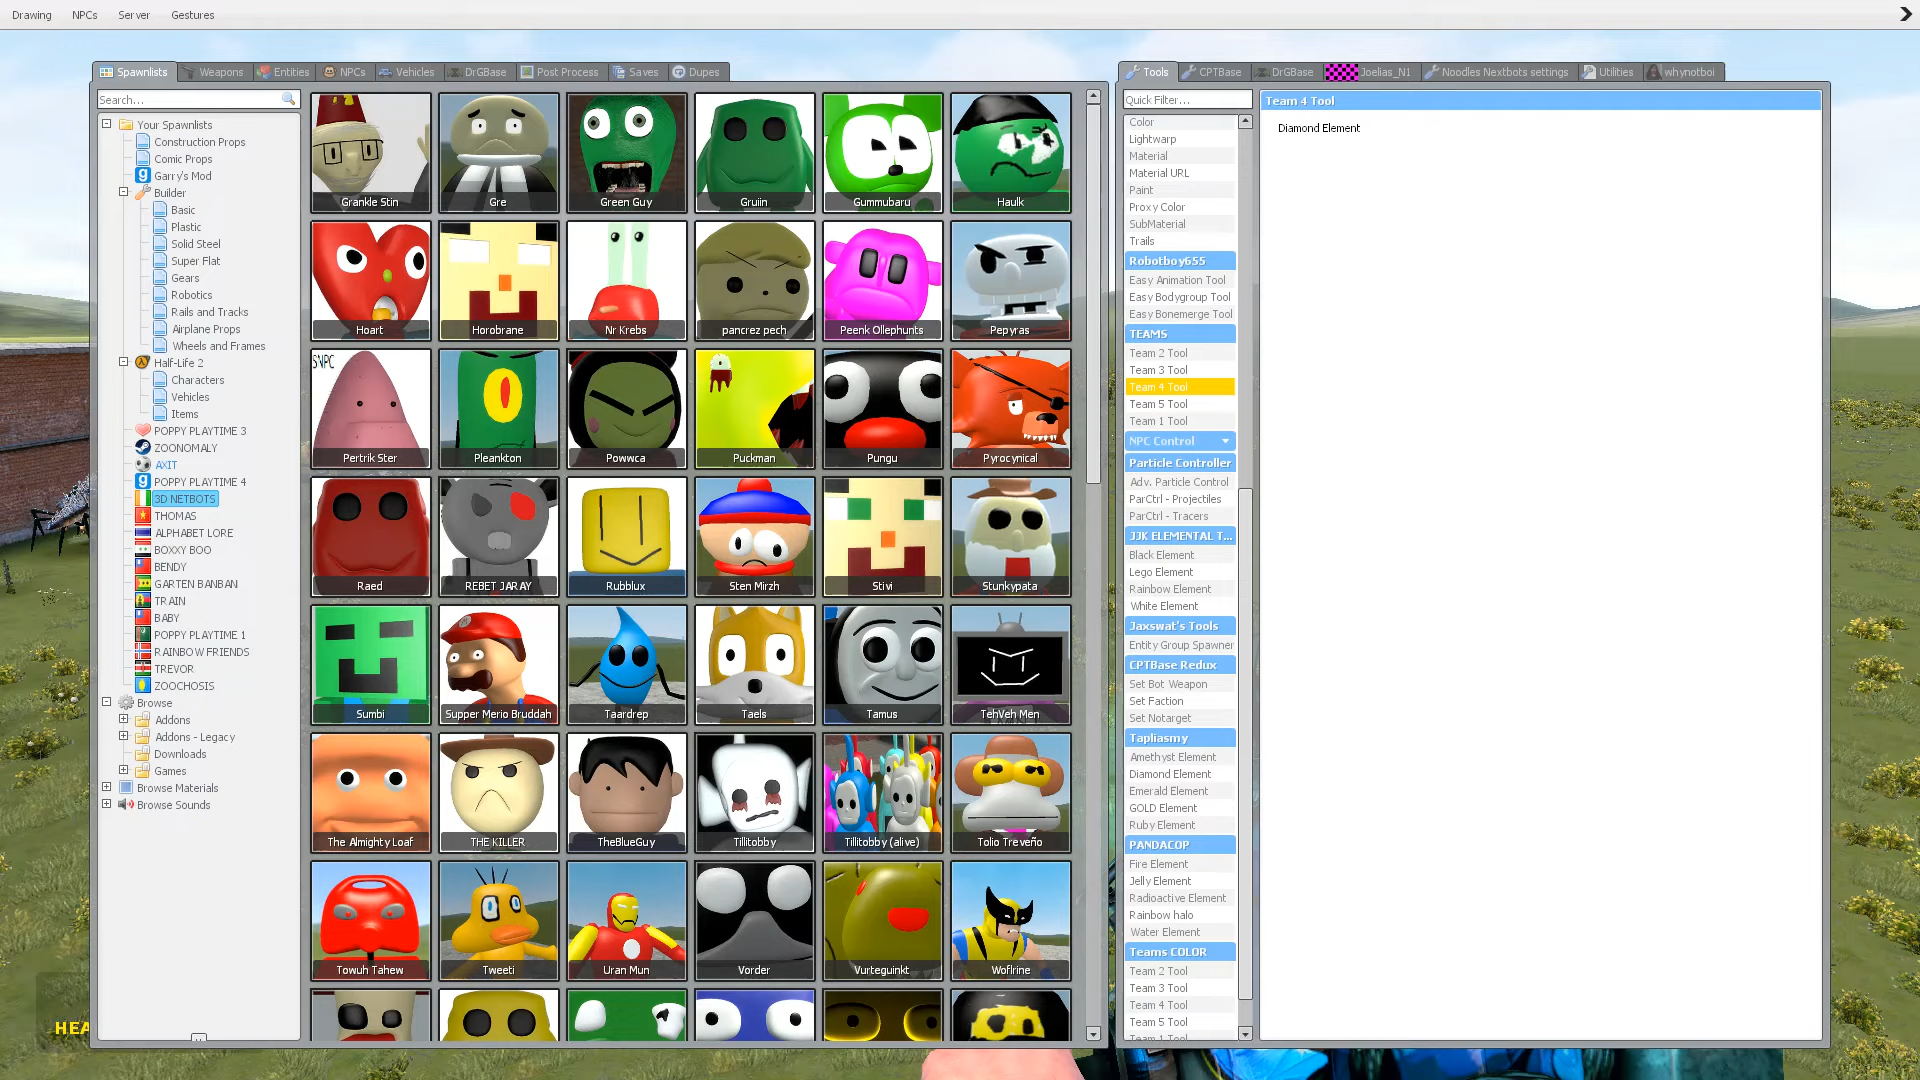 Drawing NPCs Server Gestures
Spawnlists Weapons Entities NPCs Vehicles DrGBase Post Process Saves Dupes
Search...
Your Spawnlists
Construction Props
Comic Props
Garry's Mod
Builder
Basic
Plastic
Solid Steel
Super Flat
Gears
Robotics
Rails and Tracks
Airplane Props
Wheels and Frames
Half-Life 2
Characters
Vehicles
Items
POPPY PLAYTIME 3
ZOONOMALY
AXIT
POPPY PLAYTIME 4
3D NETBOTS
THOMAS
ALPHABET LORE
BOXXY BOO
BENDY
GARTEN BANBAN
TRAIN
BABY
POPPY PLAYTIME 1
RAINBOW FRIENDS
TREVOR
ZOOCHOSIS
Browse
Addons
Addons - Legacy
Downloads
Games
Browse Materials
Browse Sounds
HEA
Grankle Stin Gre Green Guy Gruiin Gummubaru Haulk
Hoart Horobrane Nr Krebs pancrez pech Peenk Ollephunts Pepyras
SNPC
Pertrik Ster Pleankton Powwca Puckman Pungu Pyrocynical
Raed REBET JARAY Rubblux Sten Mirzh Stivi Stunkypata
Sumbi Supper Merio Bruddah Taardrep Taels Tamus TehVeh Men
The Almighty Loaf THE KILLER TheBlueGuy Tillitobby Tillitobby (alive) Tolio Treveño
Towuh Tahew Tweeti Uran Mun Vorder Vurteguinkt Woflrine
Tools CPTBase DrGBase Joelias_N1 Noodles Nextbots settings Utilities whynotboi
Quick Filter...
Color
Lightwarp
Material
Material URL
Paint
Proxy Color
SubMaterial
Trails
Robotboy655
Easy Animation Tool
Easy Bodygroup Tool
Easy Bonemerge Tool
TEAMS
Team 2 Tool
Team 3 Tool
Team 4 Tool
Team 5 Tool
Team 1 Tool
NPC Control
Particle Controller
Adv. Particle Control
ParCtrl - Projectiles
ParCtrl - Tracers
JJK ELEMENTAL T...
Black Element
Lego Element
Rainbow Element
White Element
Jaxswat's Tools
Entity Group Spawner
CPTBase Redux
Set Bot Weapon
Set Faction
Set Notarget
Tapliasmy
Amethyst Element
Diamond Element
Emerald Element
GOLD Element
Ruby Element
PANDACOP
Fire Element
Jelly Element
Radioactive Element
Rainbow halo
Water Element
Teams COLOR
Team 2 Tool
Team 3 Tool
Team 4 Tool
Team 5 Tool
Team 1 Tool
Team 4 Tool
Diamond Element